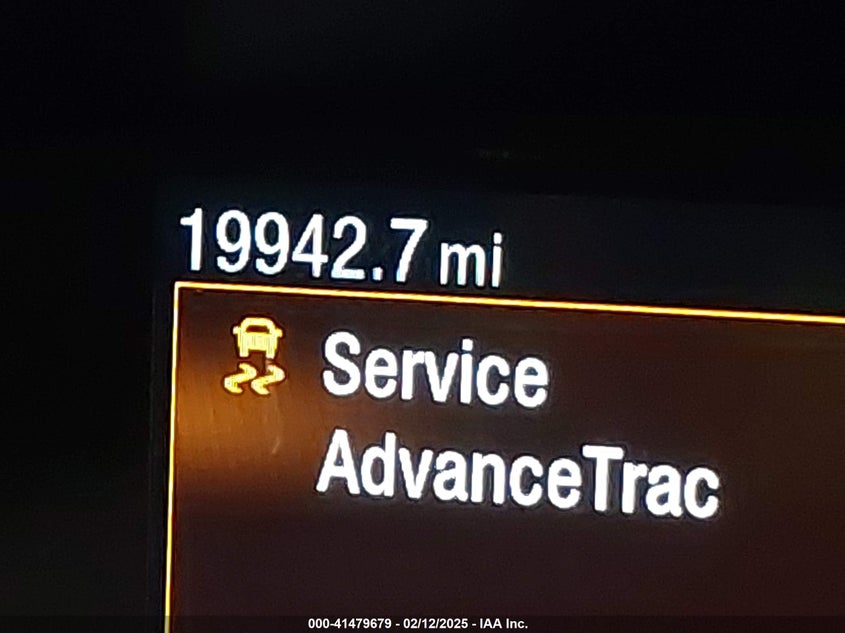 19942.7 mi
Service
AdvanceTrac
000-41479679 - 02/12/2025 - IAA Inc.